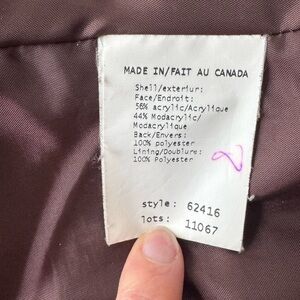 MADE IN/FAIT AU CANADA
Shell/exterieur:
Face/Endroit:
56% acrylic/Acrylique
44% Modacrylic/
Modacrylique
Back/Envers:
100% polyester
Lining/Doublure:
100% Polyester
2
style: 62416
lots: 11067